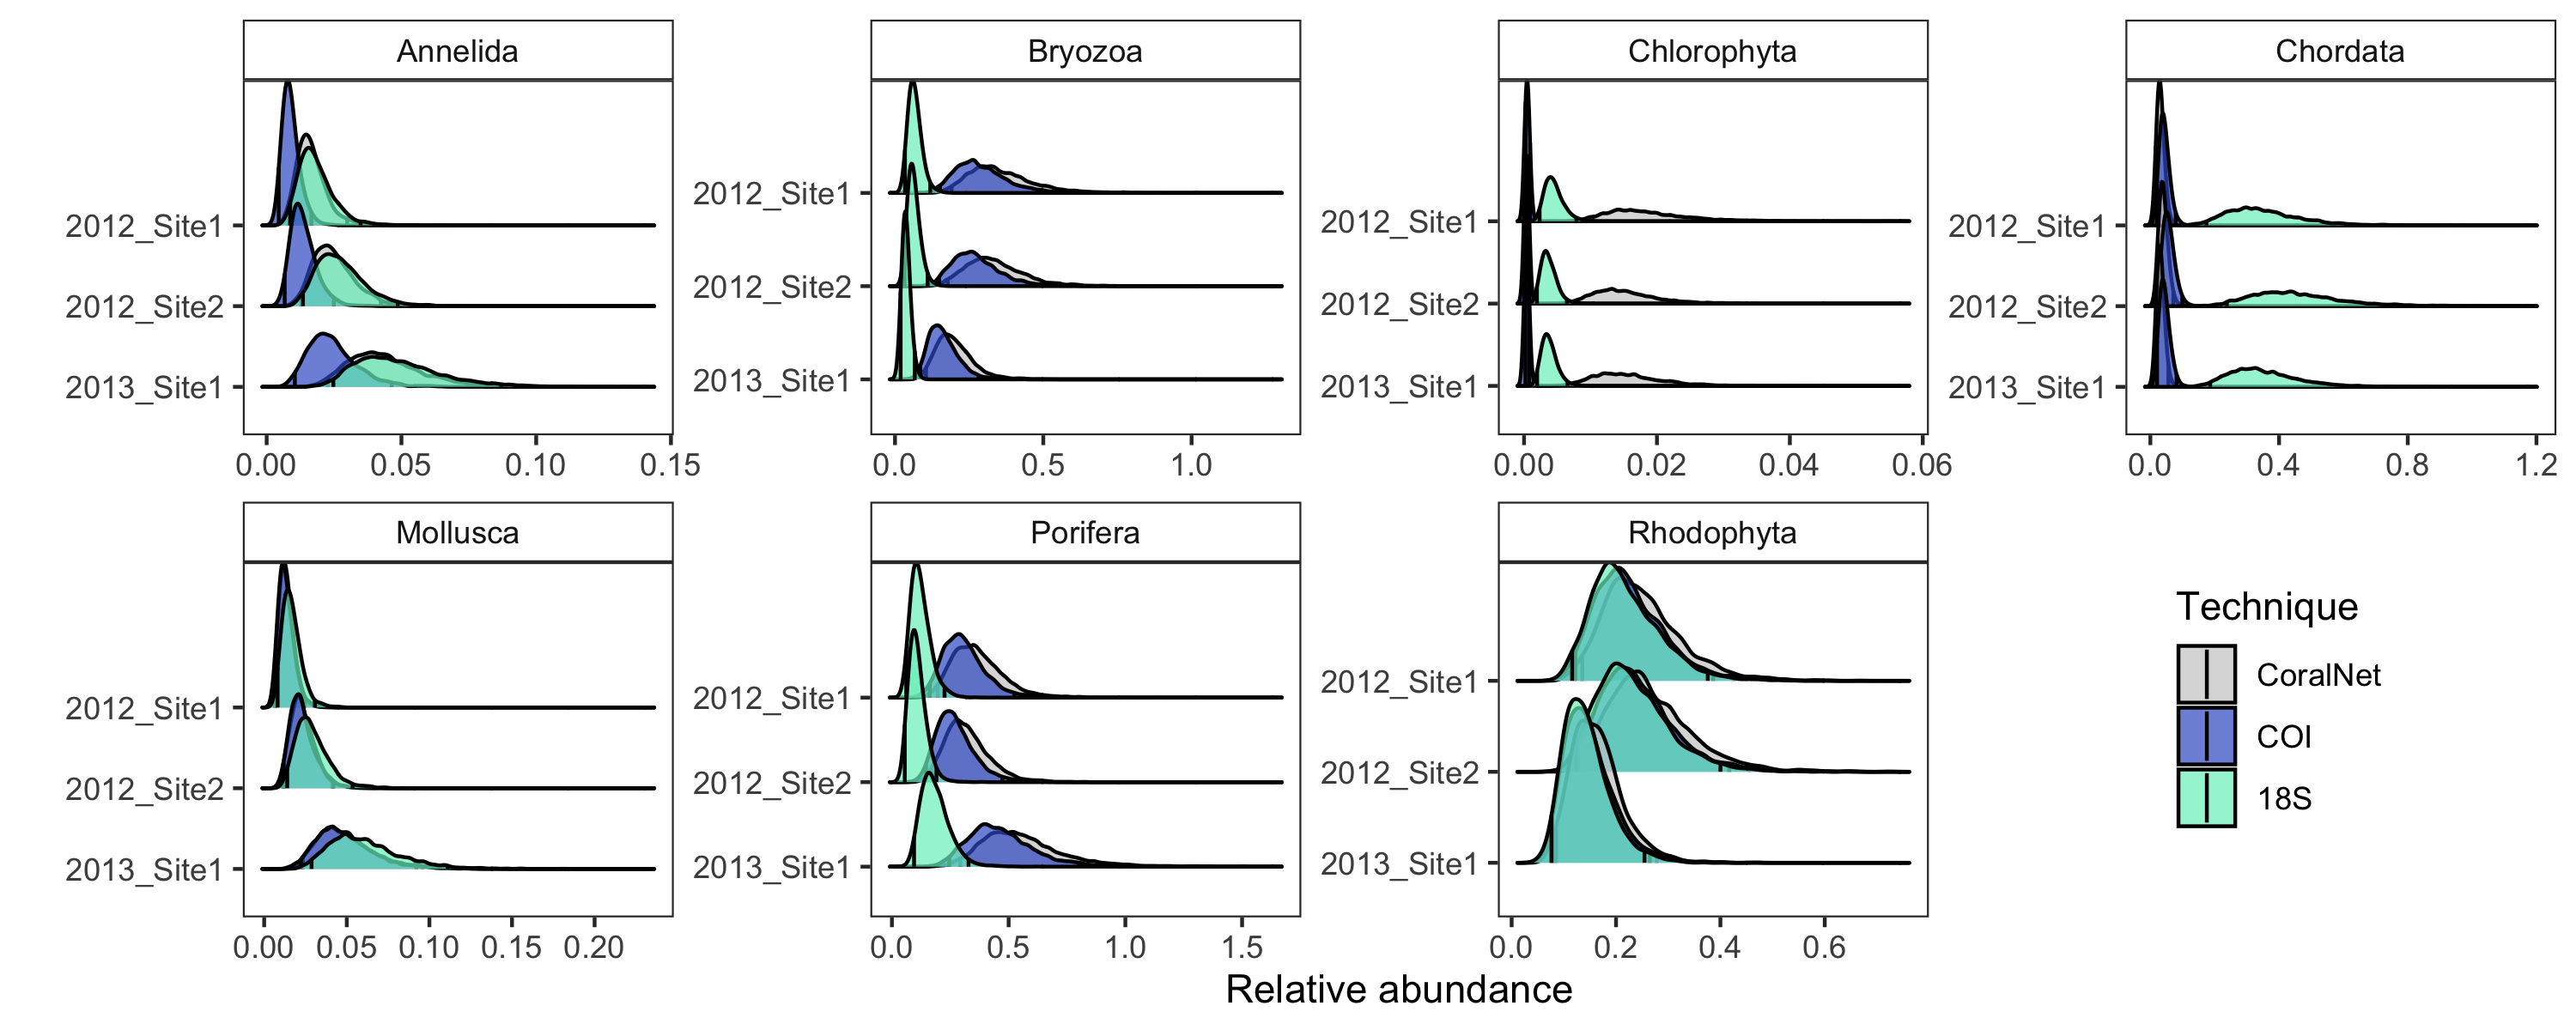 Annelida
Bryozoa
Chlorophyta
Chordata
2012_Site1
2012_Site2
2013_Site1
0.00 0.05 0.10 0.15
2012_Site1
2012_Site2
2013_Site1
0.0 0.5 1.0
2012_Site1
2012_Site2
2013_Site1
0.00 0.02 0.04 0.06
2012_Site1
2012_Site2
2013_Site1
0.0 0.4 0.8 1.2
Mollusca
Porifera
Rhodophyta
2012_Site1
2012_Site2
2013_Site1
0.00 0.05 0.10 0.15 0.20
2012_Site1
2012_Site2
2013_Site1
0.0 0.5 1.0 1.5
2012_Site1
2012_Site2
2013_Site1
0.0 0.2 0.4 0.6
Relative abundance
Technique
CoralNet
COI
18S